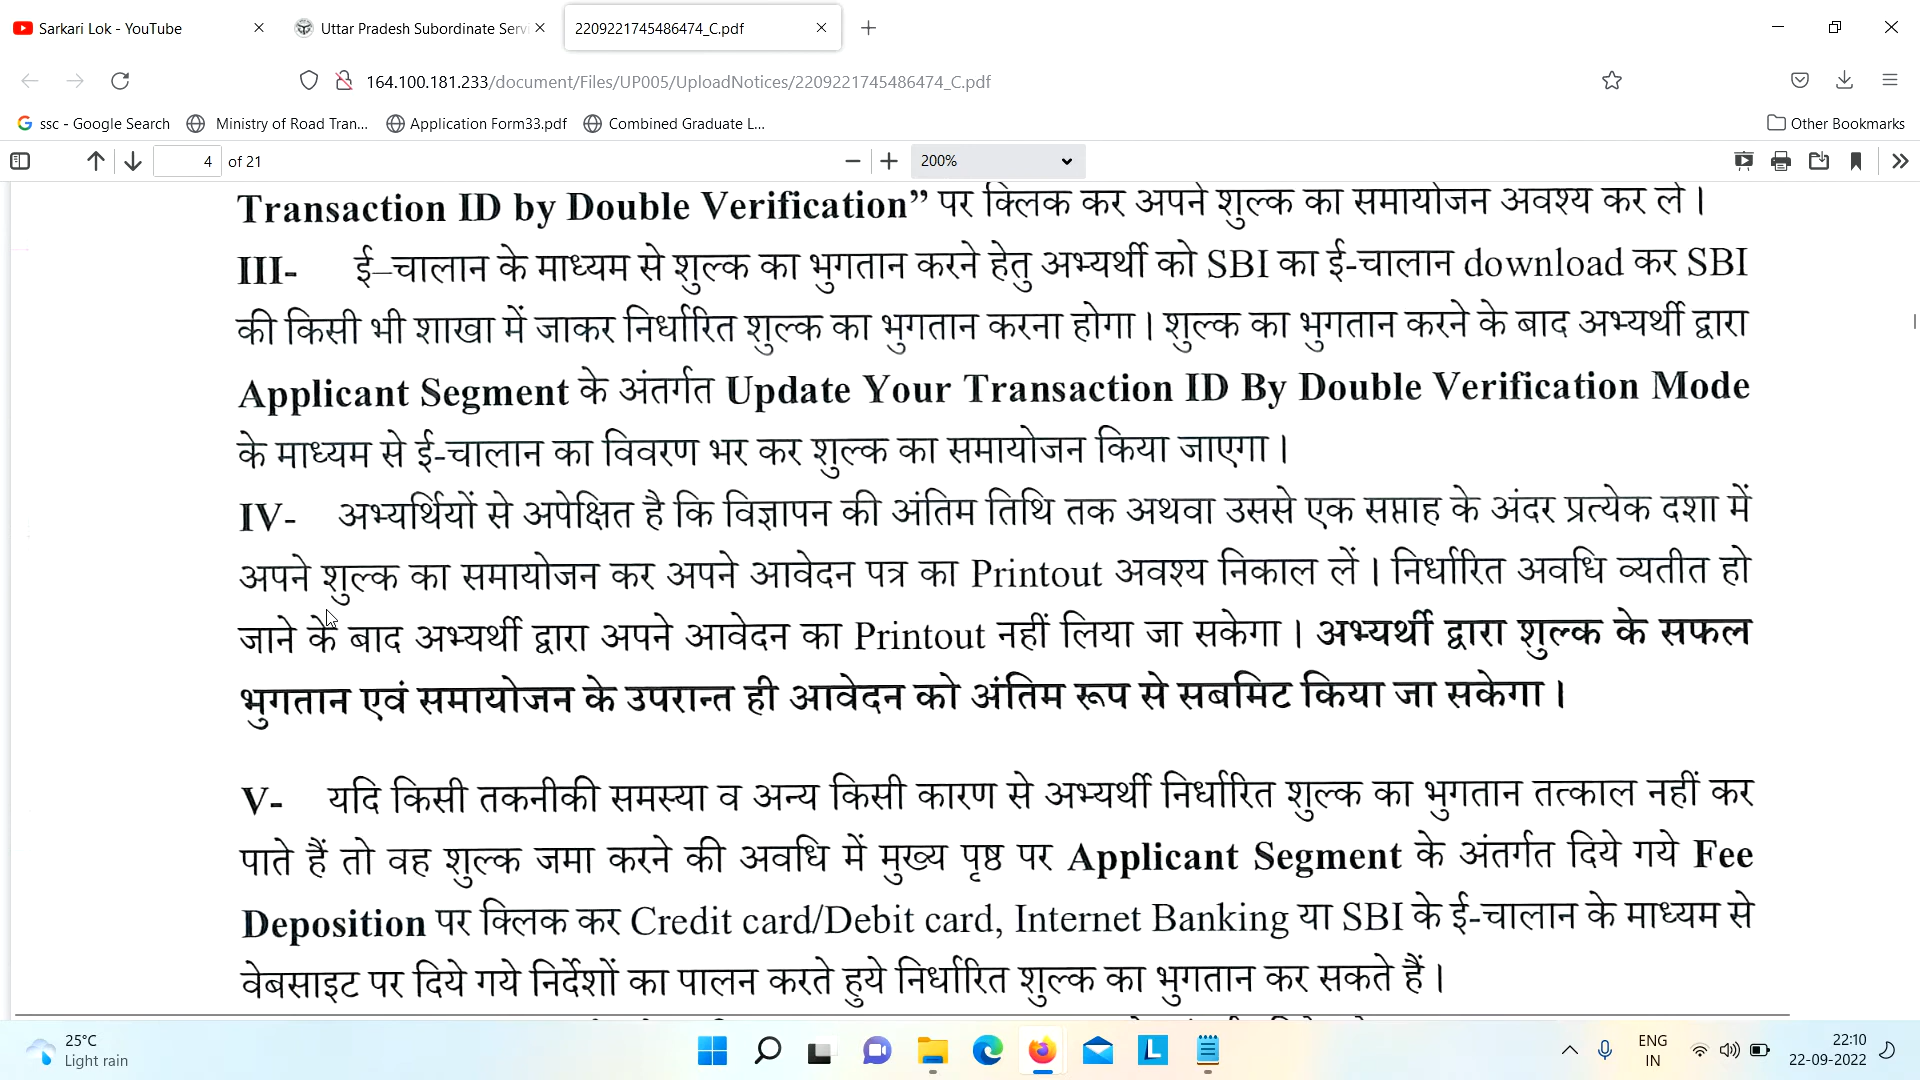 Sarkari Lok - YouTube
Uttar Pradesh Subordinate Servi
2209221745486474_C.pdf
164.100.181.233/document/Files/UP005/UploadNotices/2209221745486474_C.pdf
ssc - Google Search
Ministry of Road Tran...
Application Form33.pdf
Combined Graduate L...
Other Bookmarks
4 of 21
200%
Transaction ID by Double Verification” पर क्लिक कर अपने शुल्क का समायोजन अवश्य कर ले।
III- ई–चालान के माध्यम से शुल्क का भुगतान करने हेतु अभ्यर्थी को SBI का ई-चालान download कर SBI
की किसी भी शाखा में जाकर निर्धारित शुल्क का भुगतान करना होगा। शुल्क का भुगतान करने के बाद अभ्यर्थी द्वारा
Applicant Segment के अंतर्गत Update Your Transaction ID By Double Verification Mode
के माध्यम से ई-चालान का विवरण भर कर शुल्क का समायोजन किया जाएगा।
IV- अभ्यर्थियों से अपेक्षित है कि विज्ञापन की अंतिम तिथि तक अथवा उससे एक सप्ताह के अंदर प्रत्येक दशा में
अपने शुल्क का समायोजन कर अपने आवेदन पत्र का Printout अवश्य निकाल लें। निर्धारित अवधि व्यतीत हो
जाने के बाद अभ्यर्थी द्वारा अपने आवेदन का Printout नहीं लिया जा सकेगा। अभ्यर्थी द्वारा शुल्क के सफल
भुगतान एवं समायोजन के उपरान्त ही आवेदन को अंतिम रूप से सबमिट किया जा सकेगा।
V- यदि किसी तकनीकी समस्या व अन्य किसी कारण से अभ्यर्थी निर्धारित शुल्क का भुगतान तत्काल नहीं कर
पाते हैं तो वह शुल्क जमा करने की अवधि में मुख्य पृष्ठ पर Applicant Segment के अंतर्गत दिये गये Fee
Deposition पर क्लिक कर Credit card/Debit card, Internet Banking या SBI के ई-चालान के माध्यम से
वेबसाइट पर दिये गये निर्देशों का पालन करते हुये निर्धारित शुल्क का भुगतान कर सकते हैं।
25°C
Light rain
ENG
IN
22:10
22-09-2022